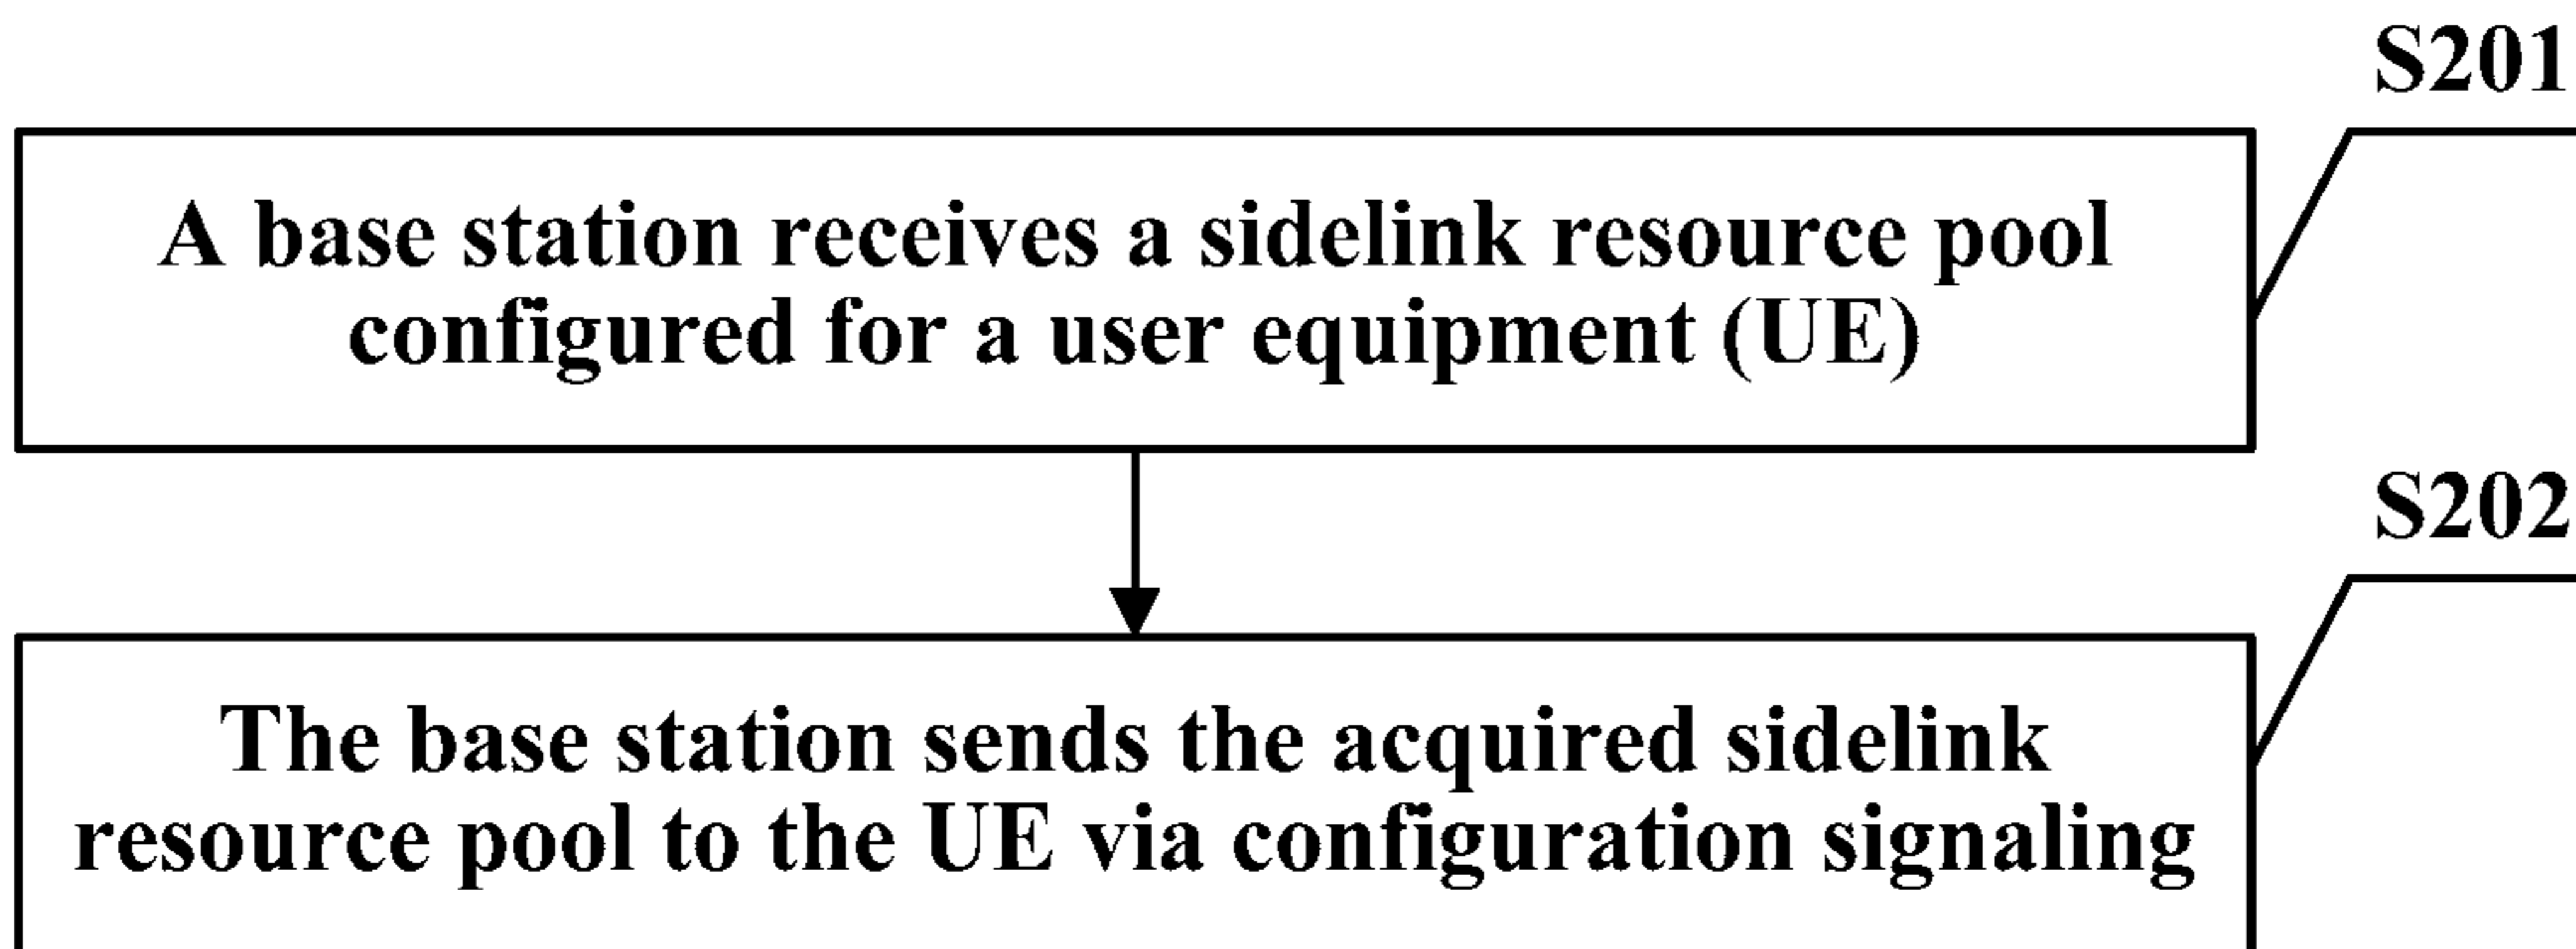 S201
A base station receives a sidelink resource pool
configured for a user equipment (UE)
S202
The base station sends the acquired sidelink
resource pool to the UE via configuration signaling